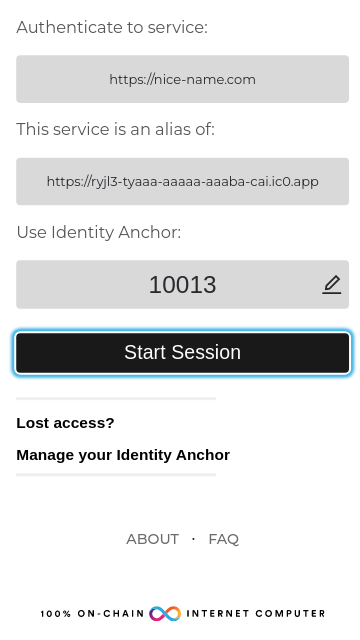 Authenticate to service:
https://nice-name.com
This service is an alias of:
https://ryjl3-tyaaa-aaaaa-aaaba-cai.ic0.app
Use Identity Anchor:
10013
Start Session
Lost access?
Manage your Identity Anchor
ABOUT · FAQ
100% ON-CHAIN INTERNET COMPUTER